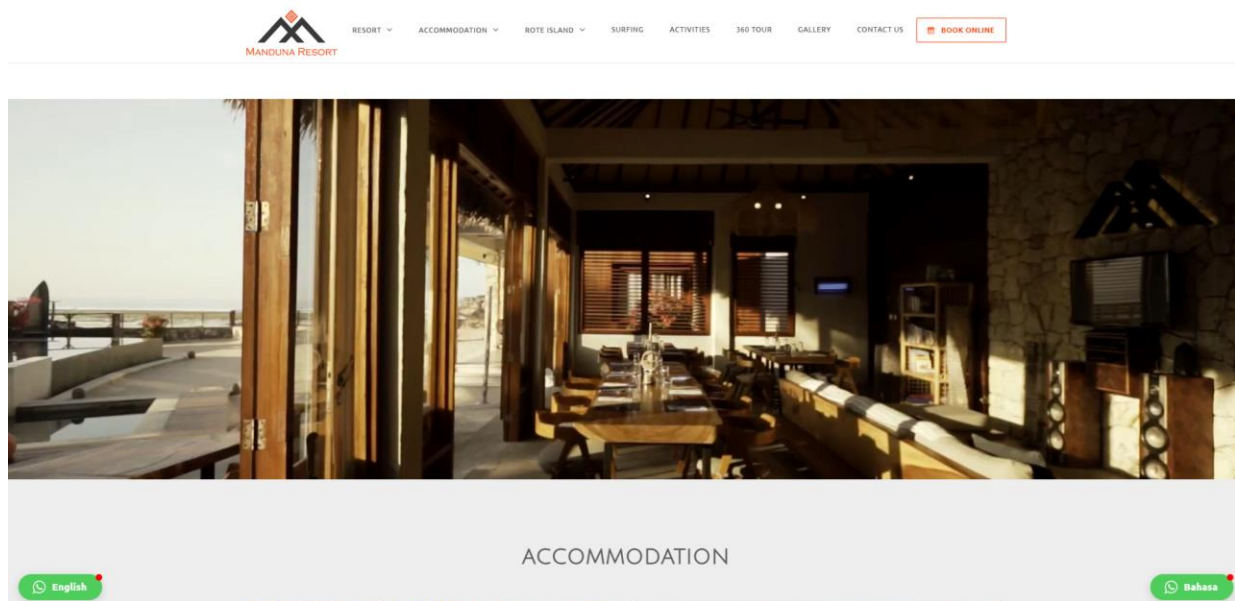 RESORT ACCOMMODATION ROTE ISLAND SURFING ACTIVITIES 360 TOUR GALLERY CONTACT US BOOK ONLINE
MANDUNA RESORT
ACCOMMODATION
English
Bahasa